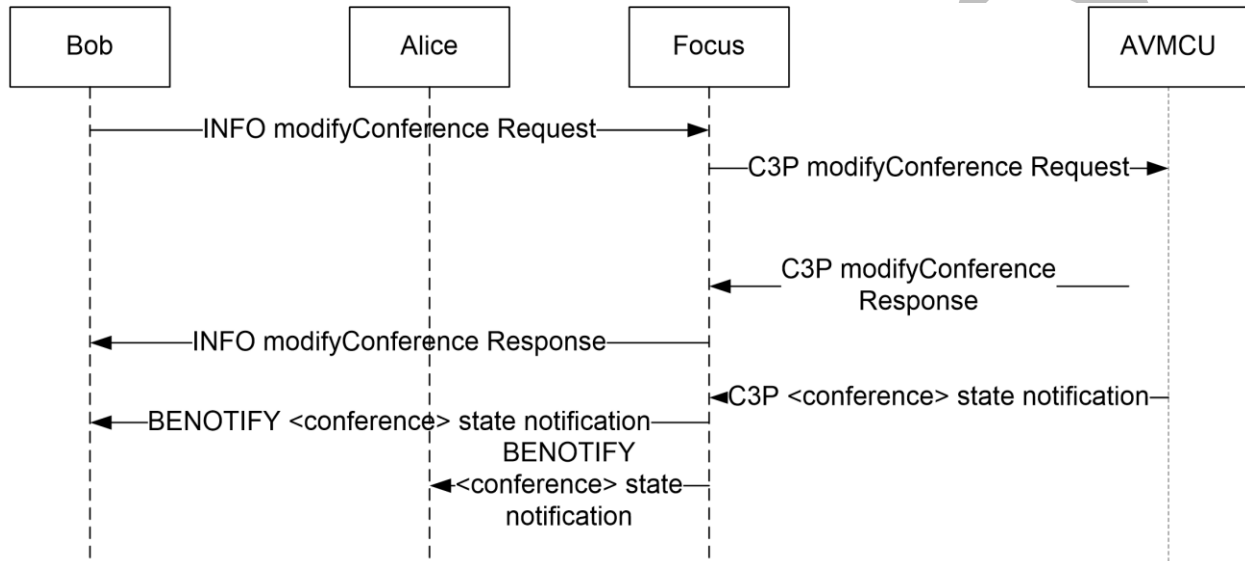 Bob
Alice
Focus
AVMCU
INFO modifyConference Request
C3P modifyConference Request
C3P modifyConference
Response
INFO modifyConference Response
C3P <conference> state notification
BENOTIFY <conference> state notification
BENOTIFY
<conference> state
notification